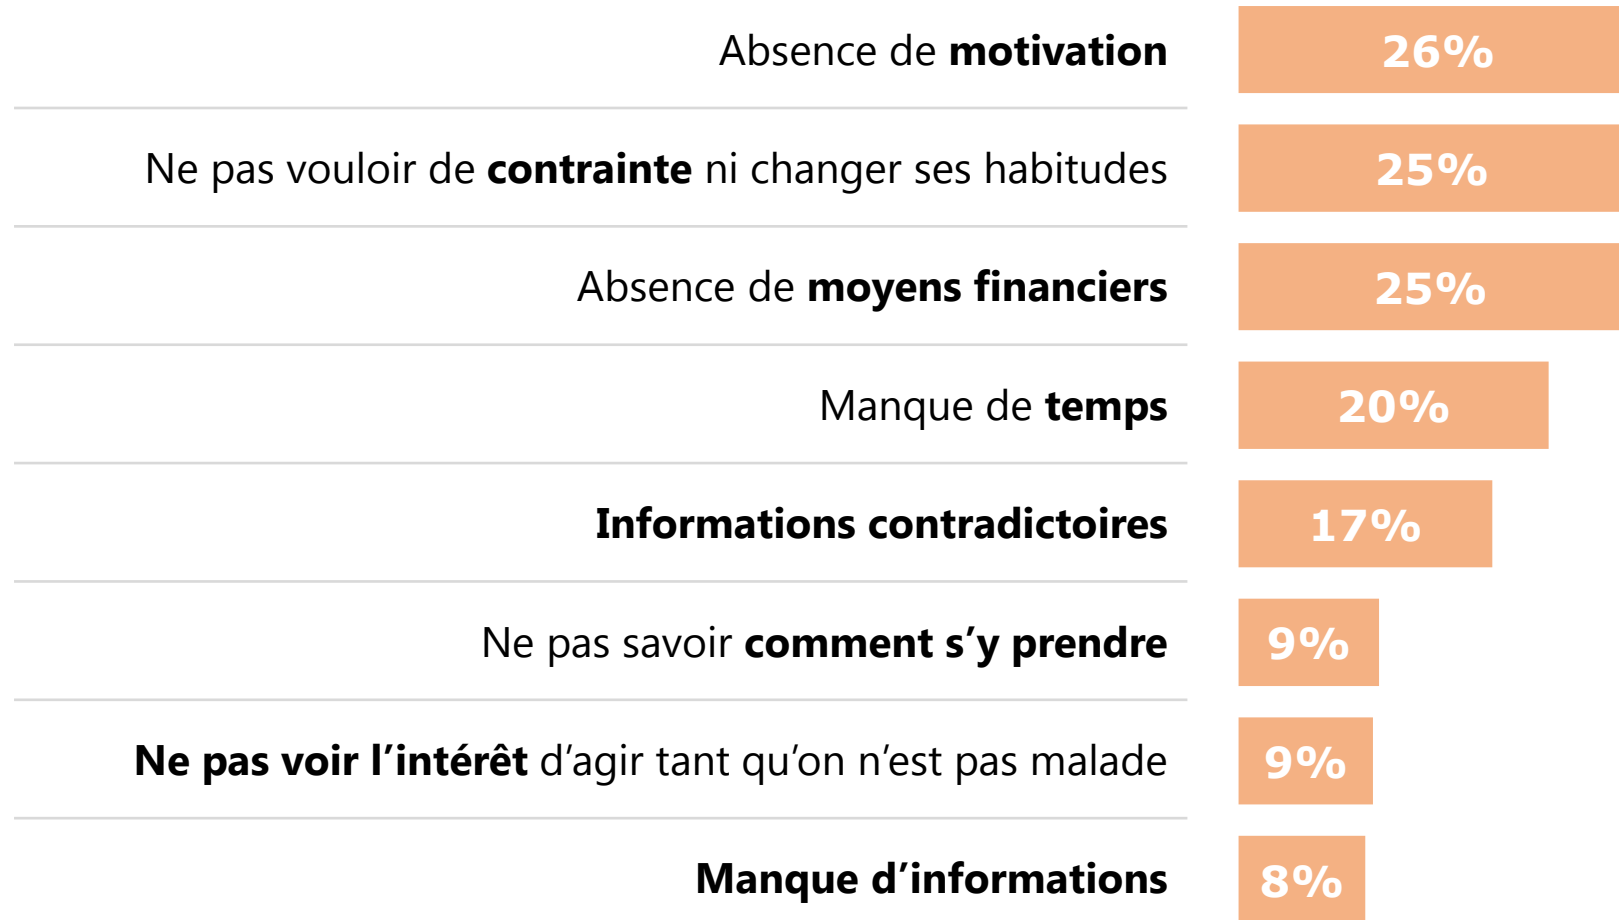 Absence de motivation 26%
Ne pas vouloir de contrainte ni changer ses habitudes 25%
Absence de moyens financiers 25%
Manque de temps 20%
Informations contradictoires 17%
Ne pas savoir comment s’y prendre 9%
Ne pas voir l’intérêt d’agir tant qu’on n’est pas malade 9%
Manque d’informations 8%